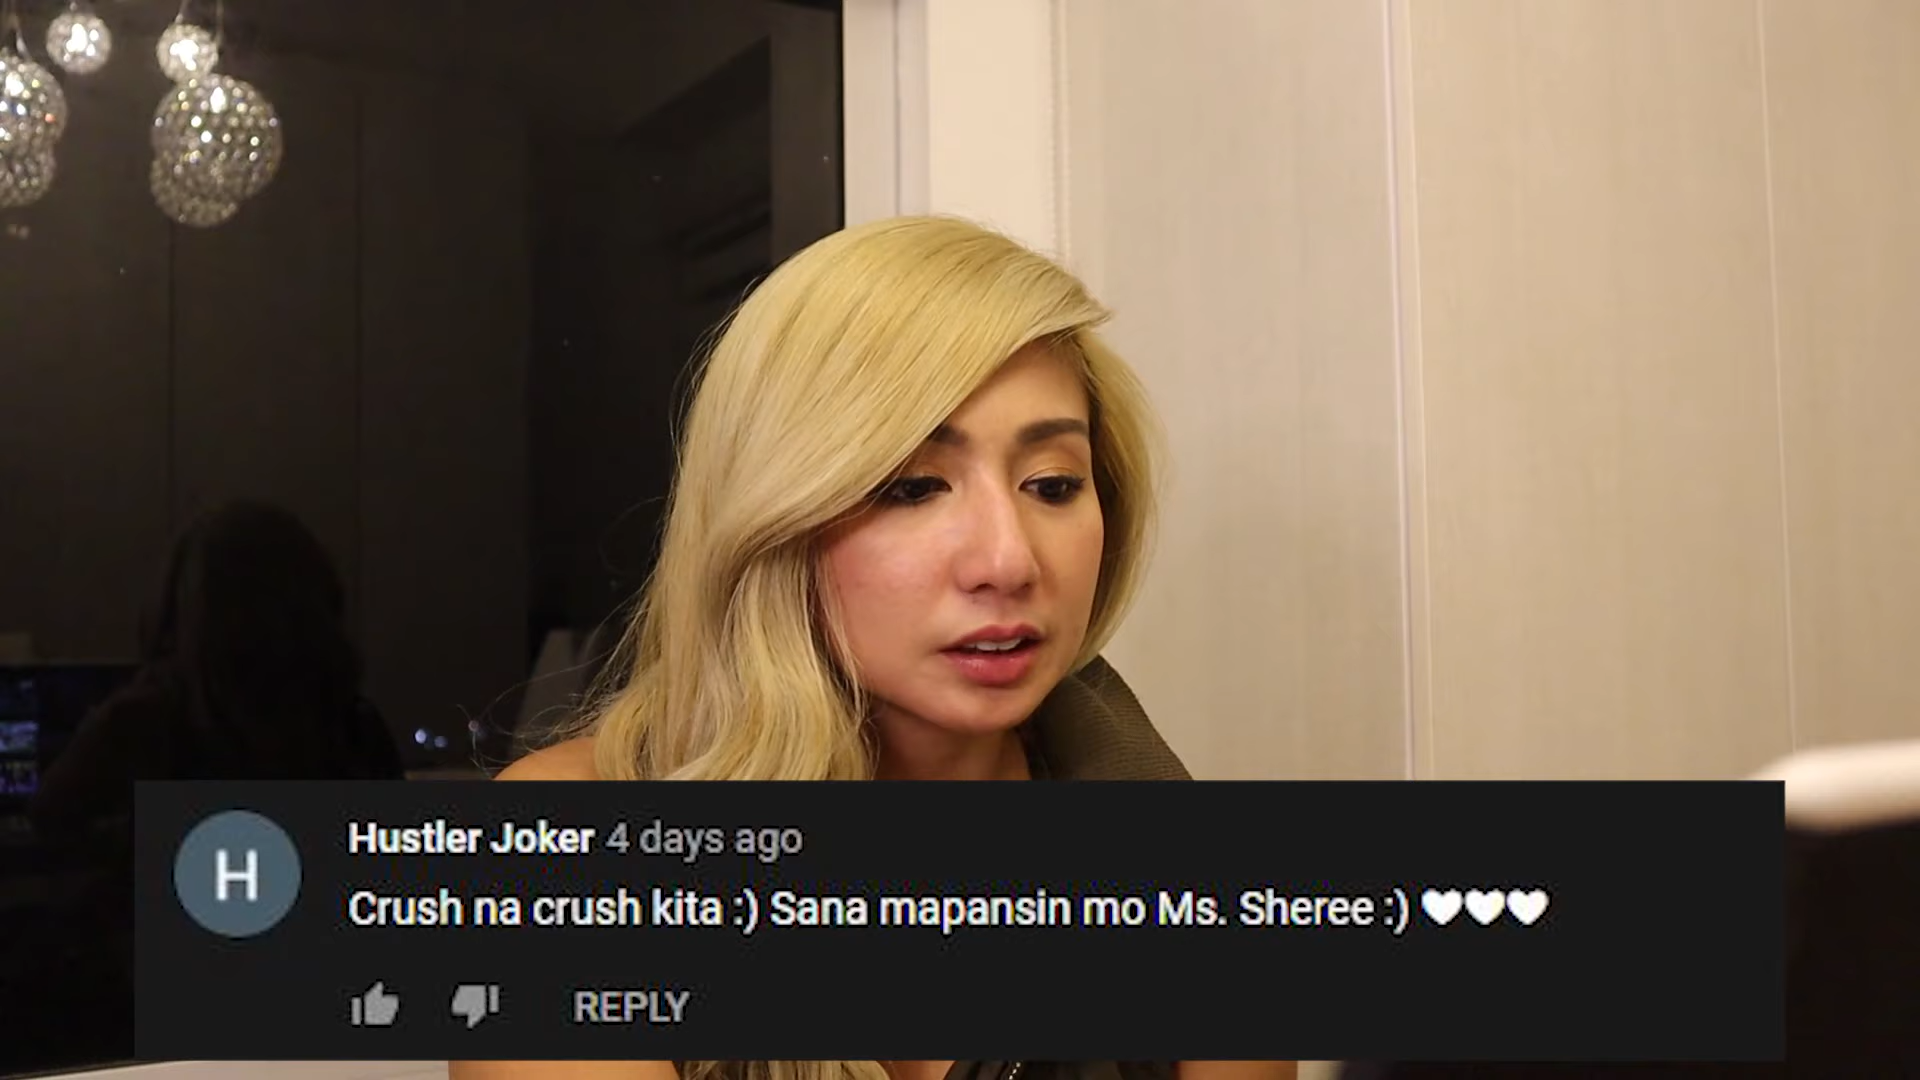 H
Hustler Joker 4 days ago
Crush na crush kita :) Sana mapansin mo Ms. Sheree :) 🤍🤍🤍
REPLY